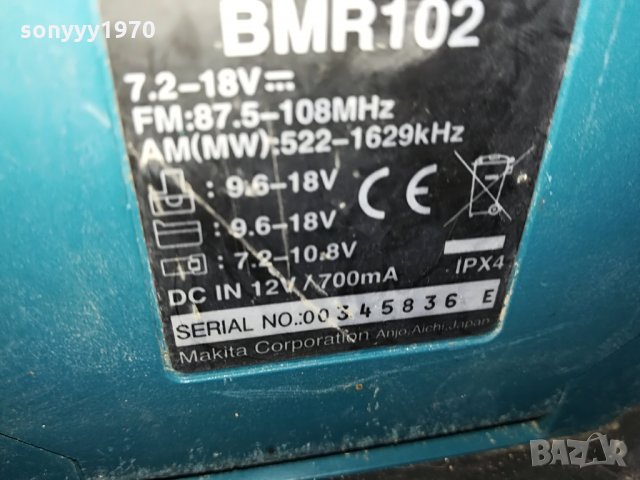 sonyyy1970
BMR102
7.2-18V
FM:87.5-108MHz
AM(MW):522-1629kHz
: 9.6-18V
: 9.6-18V
: 7.2-10.8V
CE
IPX4
DC IN 12V/700mA
SERIAL NO.:00345836 E
Makita Corporation Anjo, Aichi, Japan
BAZAR